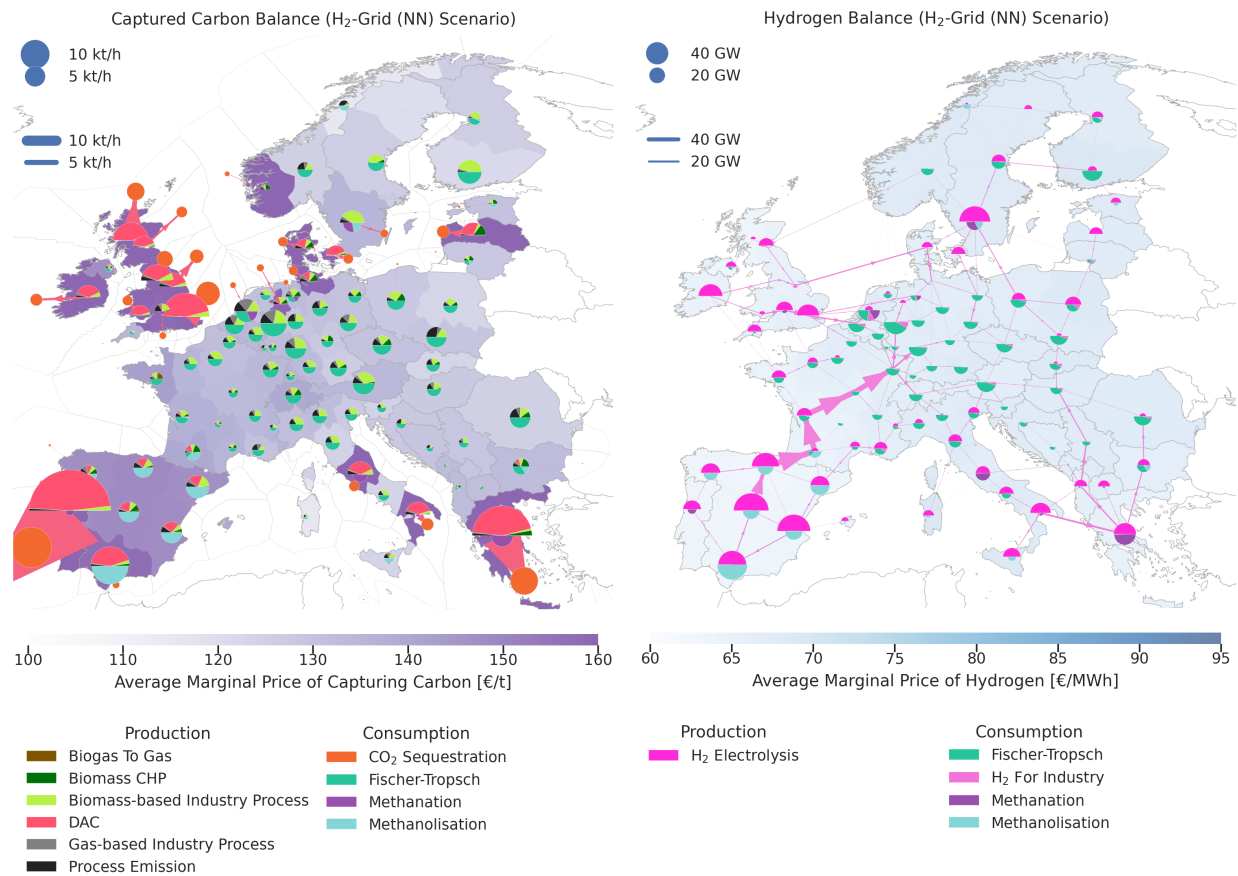 Captured Carbon Balance (H₂-Grid (NN) Scenario)
10 kt/h
5 kt/h
10 kt/h
5 kt/h
100 110 120 130 140 150 160
Average Marginal Price of Capturing Carbon [€/t]
Production
Biogas To Gas
Biomass CHP
Biomass-based Industry Process
DAC
Gas-based Industry Process
Process Emission
Consumption
CO₂ Sequestration
Fischer-Tropsch
Methanation
Methanolisation
Hydrogen Balance (H₂-Grid (NN) Scenario)
40 GW
20 GW
40 GW
20 GW
60 65 70 75 80 85 90 95
Average Marginal Price of Hydrogen [€/MWh]
Production
H₂ Electrolysis
Consumption
Fischer-Tropsch
H₂ For Industry
Methanation
Methanolisation